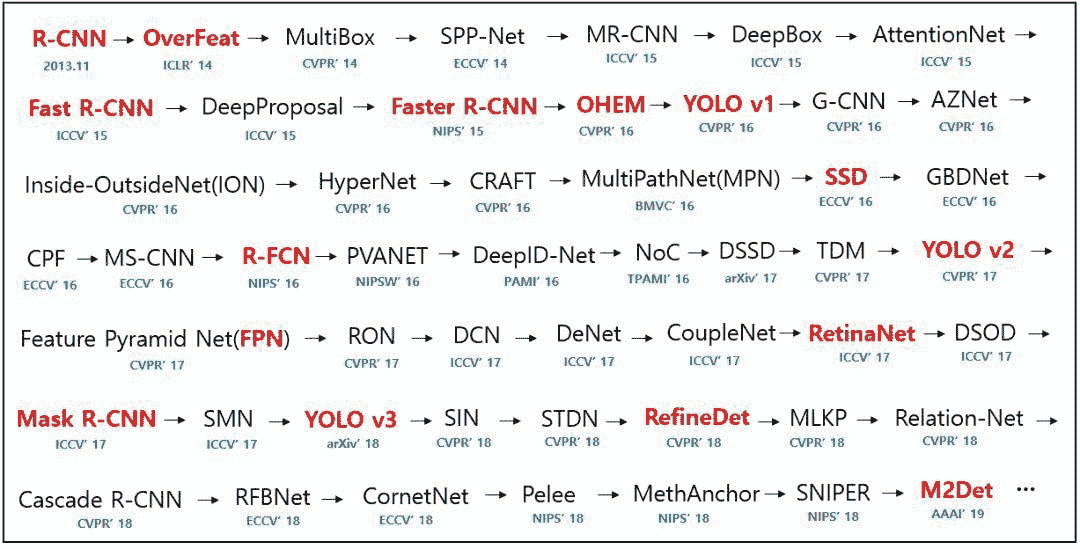 R-CNN → OverFeat → MultiBox → SPP-Net → MR-CNN → DeepBox → AttentionNet →
2013.11 ICLR' 14 CVPR' 14 ECCV' 14 ICCV' 15 ICCV' 15 ICCV' 15
Fast R-CNN → DeepProposal → Faster R-CNN → OHEM → YOLO v1 → G-CNN → AZNet →
ICCV' 15 ICCV' 15 NIPS' 15 CVPR' 16 CVPR' 16 CVPR' 16 CVPR' 16
Inside-OutsideNet(ION) → HyperNet → CRAFT → MultiPathNet(MPN) → SSD → GBDNet →
CVPR' 16 CVPR' 16 CVPR' 16 BMVC' 16 ECCV' 16 ECCV' 16
CPF → MS-CNN → R-FCN → PVANET → DeepID-Net → NoC → DSSD → TDM → YOLO v2 →
ECCV' 16 ECCV' 16 NIPS' 16 NIPSW' 16 PAMI' 16 TPAMI' 16 arXiv' 17 CVPR' 17 CVPR' 17
Feature Pyramid Net(FPN) → RON → DCN → DeNet → CoupleNet → RetinaNet → DSOD →
CVPR' 17 CVPR' 17 ICCV' 17 ICCV' 17 ICCV' 17 ICCV' 17 ICCV' 17
Mask R-CNN → SMN → YOLO v3 → SIN → STDN → RefineDet → MLKP → Relation-Net →
ICCV' 17 ICCV' 17 arXiv' 18 CVPR' 18 CVPR' 18 CVPR' 18 CVPR' 18 CVPR' 18
Cascade R-CNN → RFBNet → CornetNet → Pelee → MethAnchor → SNIPER → M2Det ···
CVPR' 18 ECCV' 18 ECCV' 18 NIPS' 18 NIPS' 18 NIPS' 18 AAAI' 19